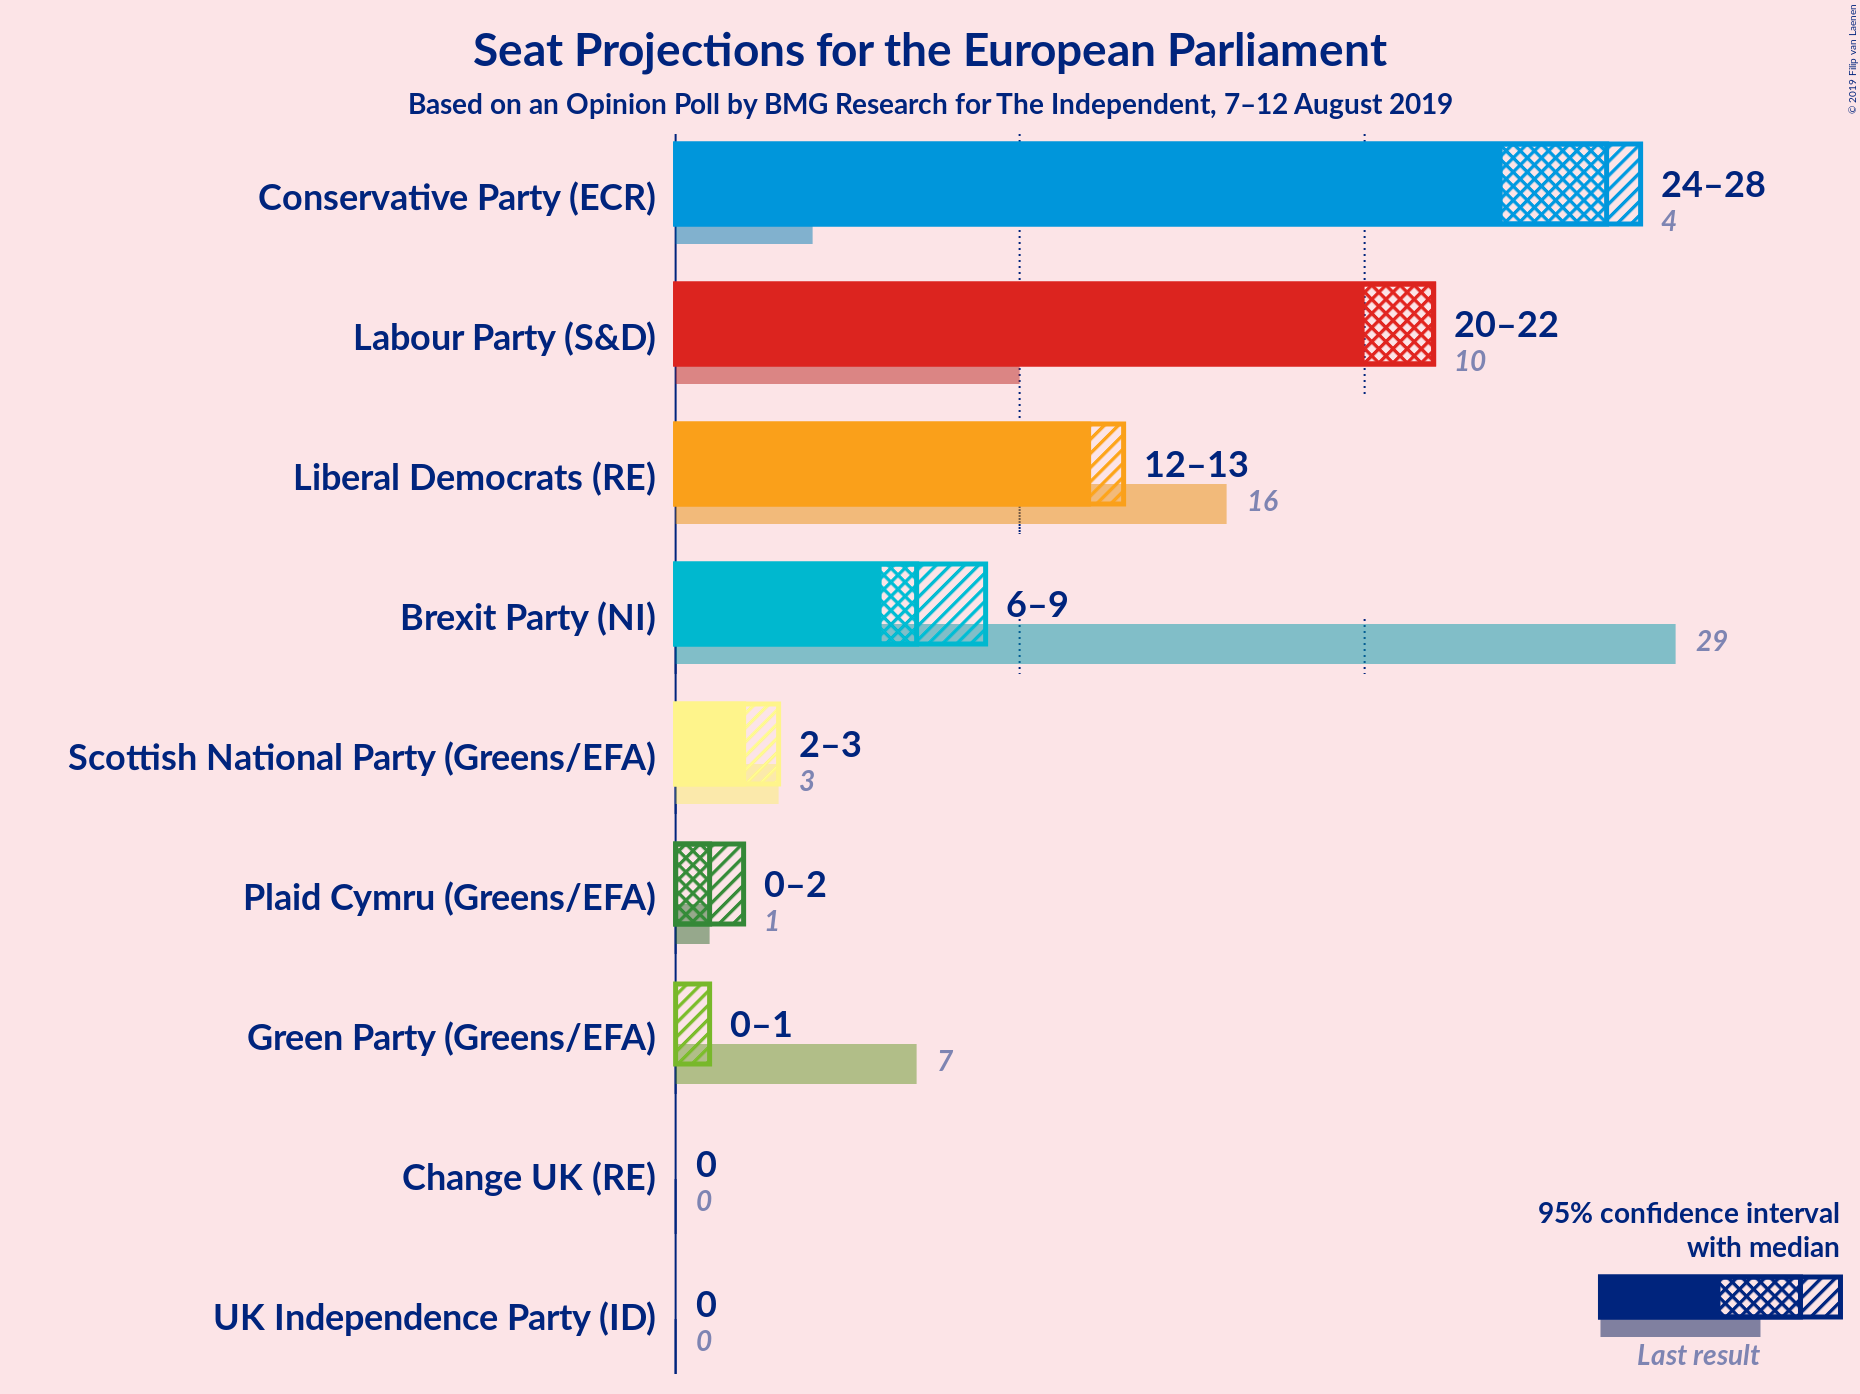 Seat Projections for the European Parliament
Based on an Opinion Poll by BMG Research for The Independent, 7–12 August 2019
© 2019 Filip van Laenen
Conservative Party (ECR)
24–28
4
Labour Party (S&D)
20–22
10
Liberal Democrats (RE)
12–13
16
Brexit Party (NI)
6–9
29
Scottish National Party (Greens/EFA)
2–3
3
Plaid Cymru (Greens/EFA)
0–2
1
Green Party (Greens/EFA)
0–1
7
Change UK (RE)
0
0
UK Independence Party (ID)
0
0
95% confidence interval
with median
Last result